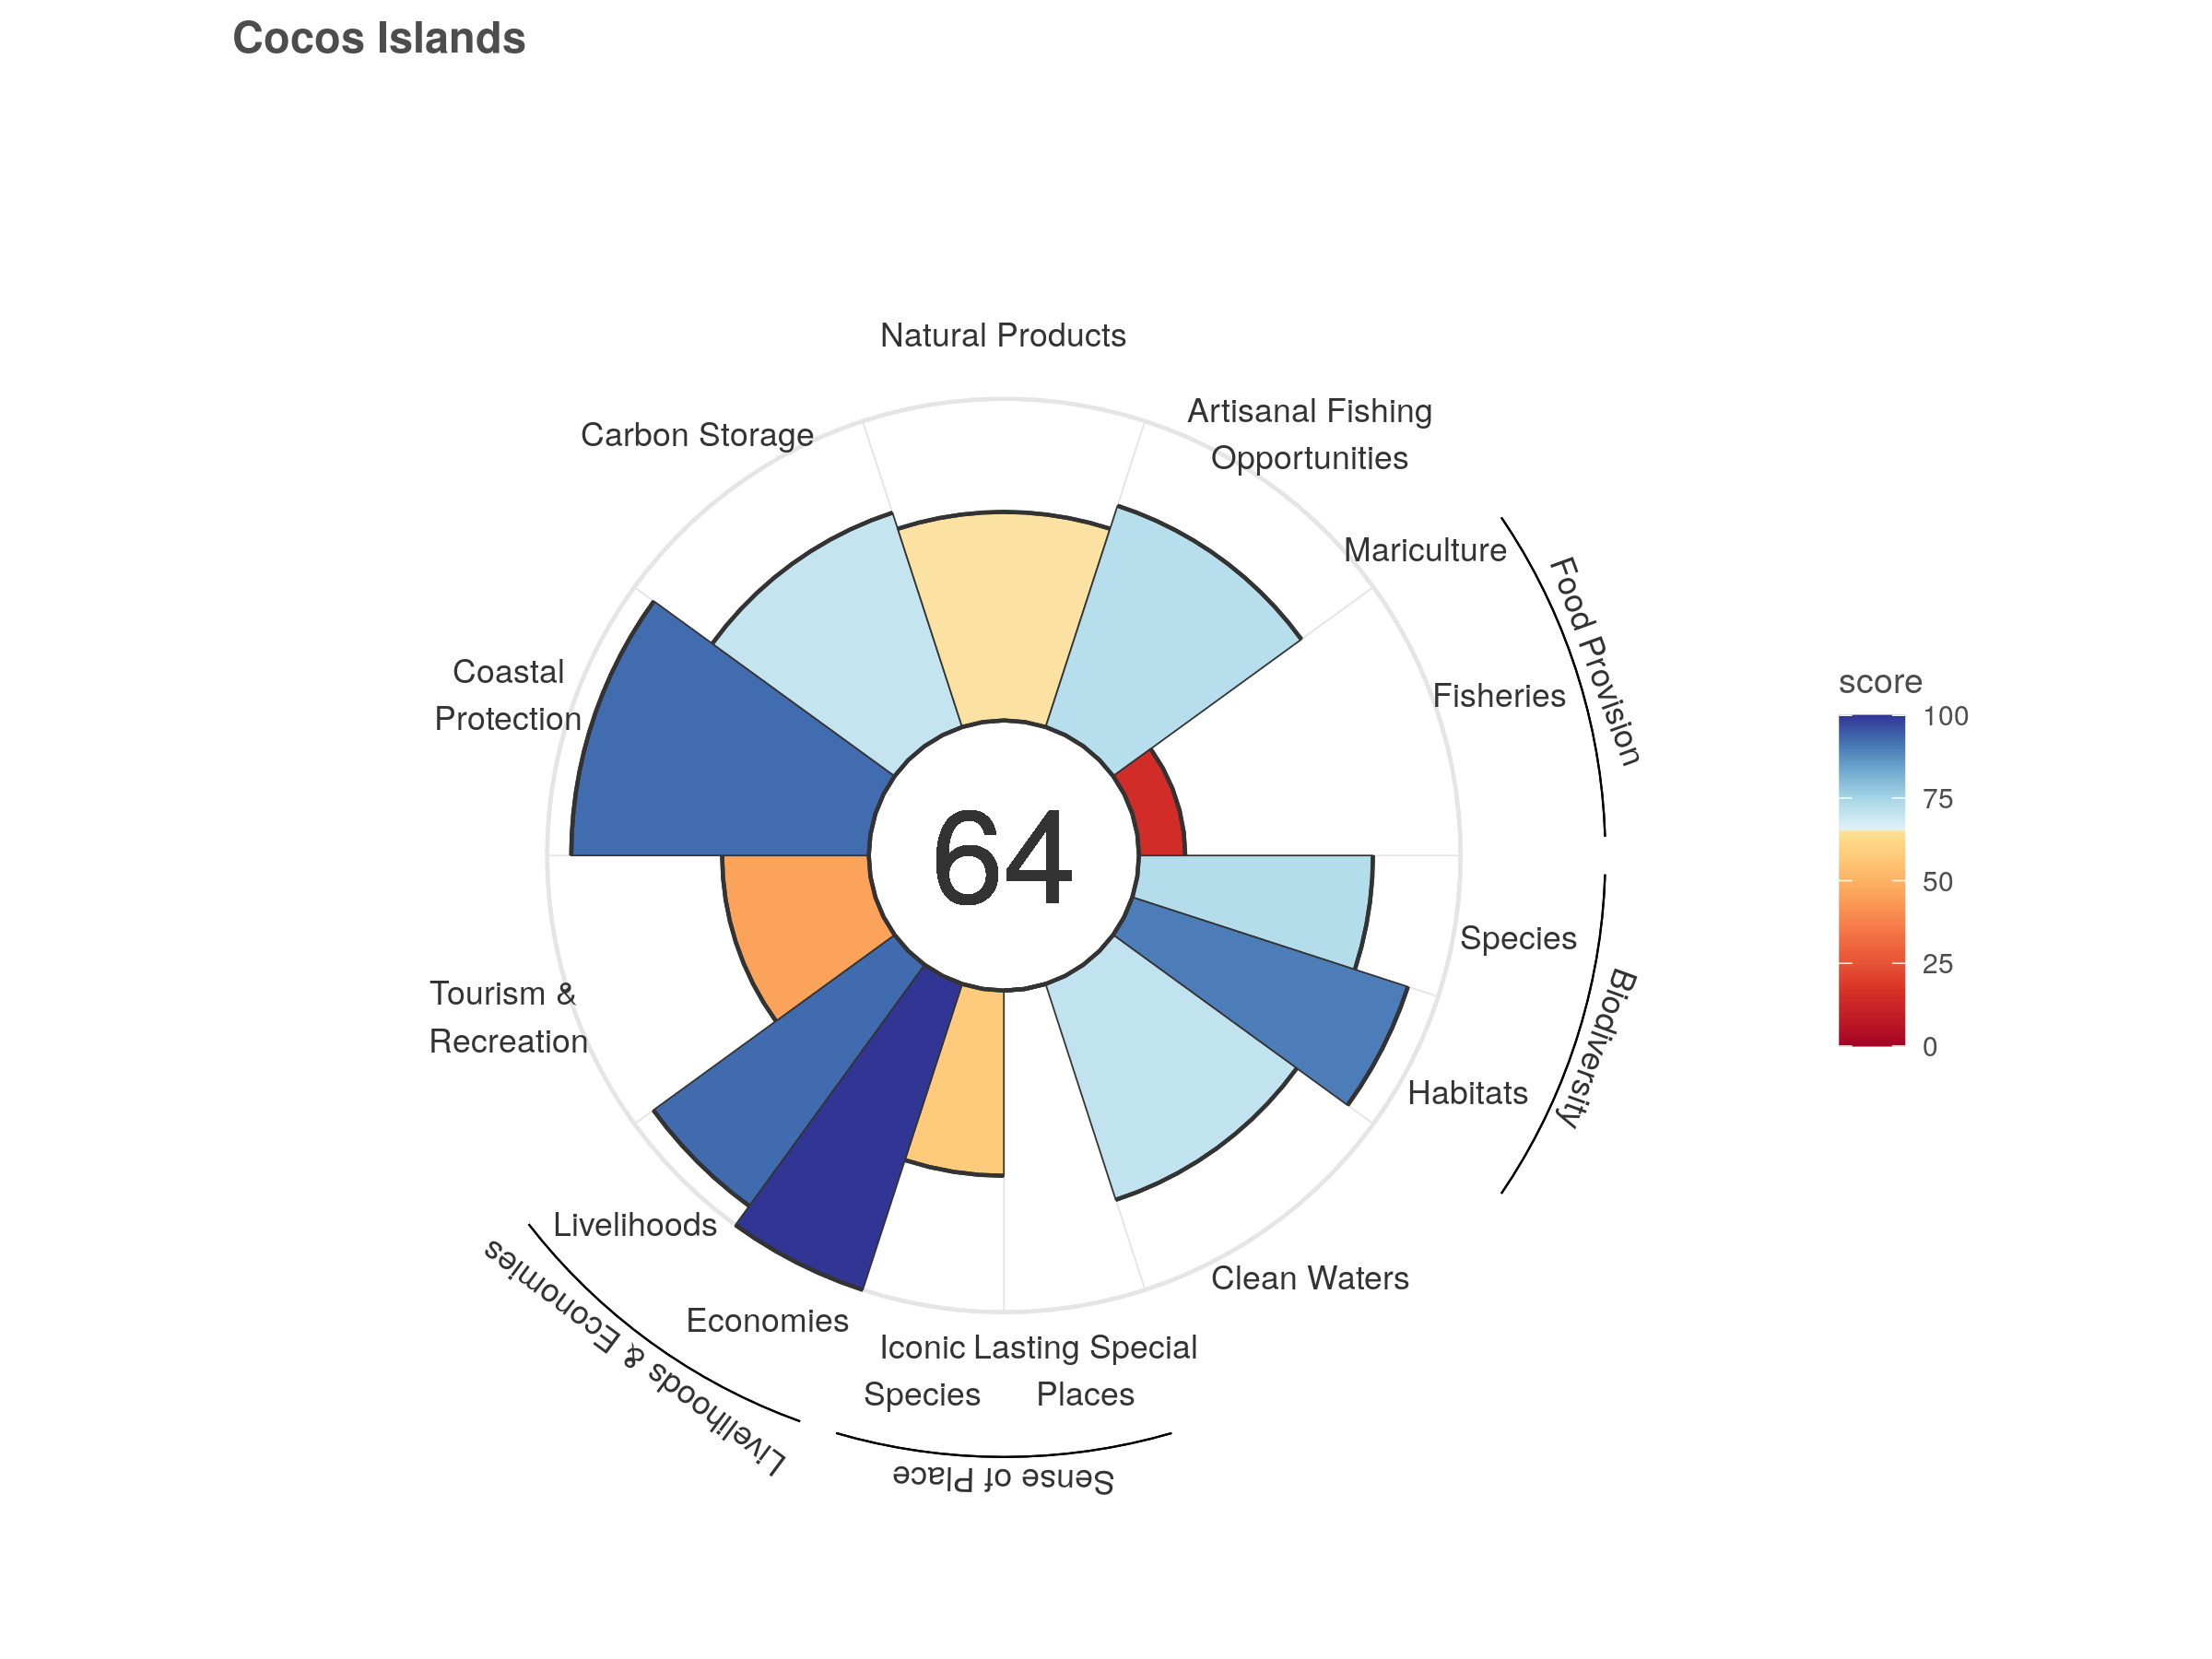 Cocos Islands
Natural Products
Artisanal Fishing
Opportunities
Carbon Storage
Mariculture
Food Provision
Fisheries
Coastal
Protection
64
Species
Biodiversity
Habitats
Tourism &
Recreation
Livelihoods
Livelihoods & Economies
Economies
Clean Waters
Iconic
Species
Lasting Special
Places
Sense of Place
score
100
75
50
25
0